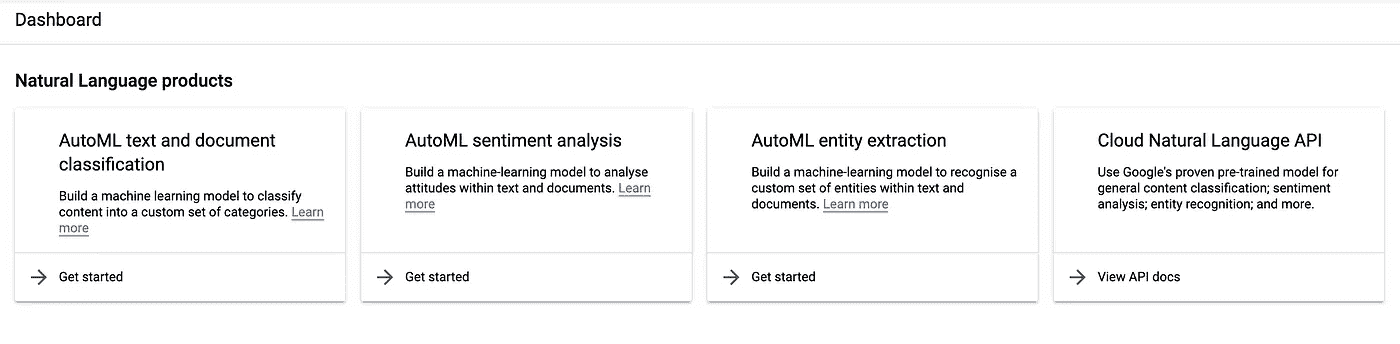 Dashboard
Natural Language products
AutoML text and document
classification
Build a machine learning model to classify
content into a custom set of categories. Learn
more
Get started
AutoML sentiment analysis
Build a machine-learning model to analyse
attitudes within text and documents. Learn
more
Get started
AutoML entity extraction
Build a machine-learning model to recognise a
custom set of entities within text and
documents. Learn more
Get started
Cloud Natural Language API
Use Google's proven pre-trained model for
general content classification; sentiment
analysis; entity recognition; and more.
View API docs